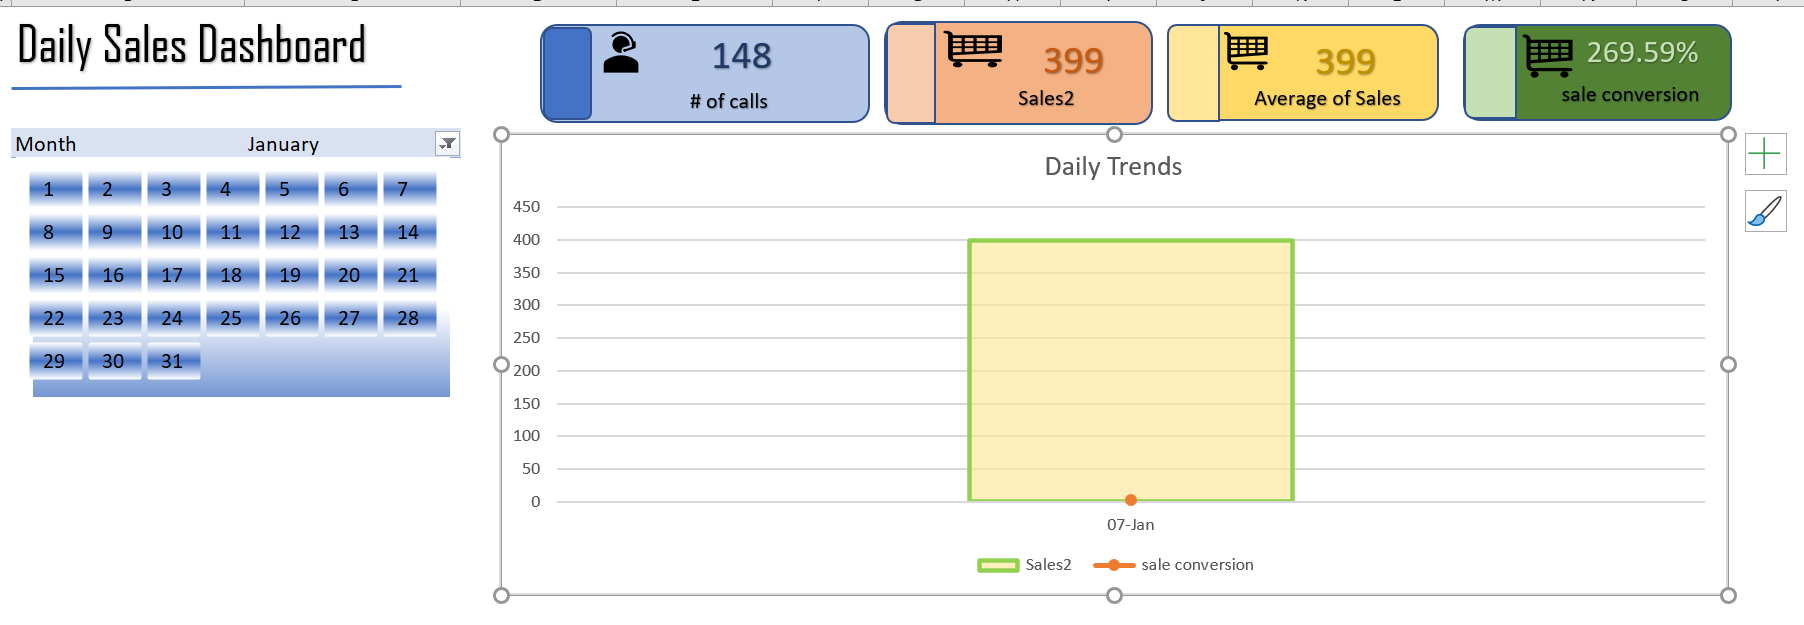 Daily Sales Dashboard
148
# of calls
399
Sales2
399
Average of Sales
269.59%
sale conversion
Month January
1 2 3 4 5 6 7
8 9 10 11 12 13 14
15 16 17 18 19 20 21
22 23 24 25 26 27 28
29 30 31
Daily Trends
450
400
350
300
250
200
150
100
50
0
07-Jan
Sales2 sale conversion